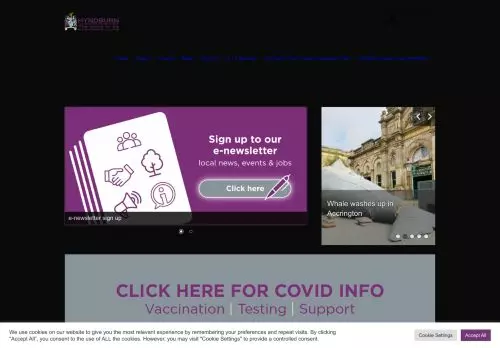 HYNDBURN
Sign up to our
e-newsletter
local news, events & jobs
Click here
e-newsletter sign up
Whale washes up in
Accrington
CLICK HERE FOR COVID INFO
Vaccination | Testing | Support
We use cookies on our website to give you the most relevant experience by remembering your preferences and repeat visits. By clicking
"Accept All", you consent to the use of ALL the cookies. However, you may visit "Cookie Settings" to provide a controlled consent.
Cookie Settings
Accept All